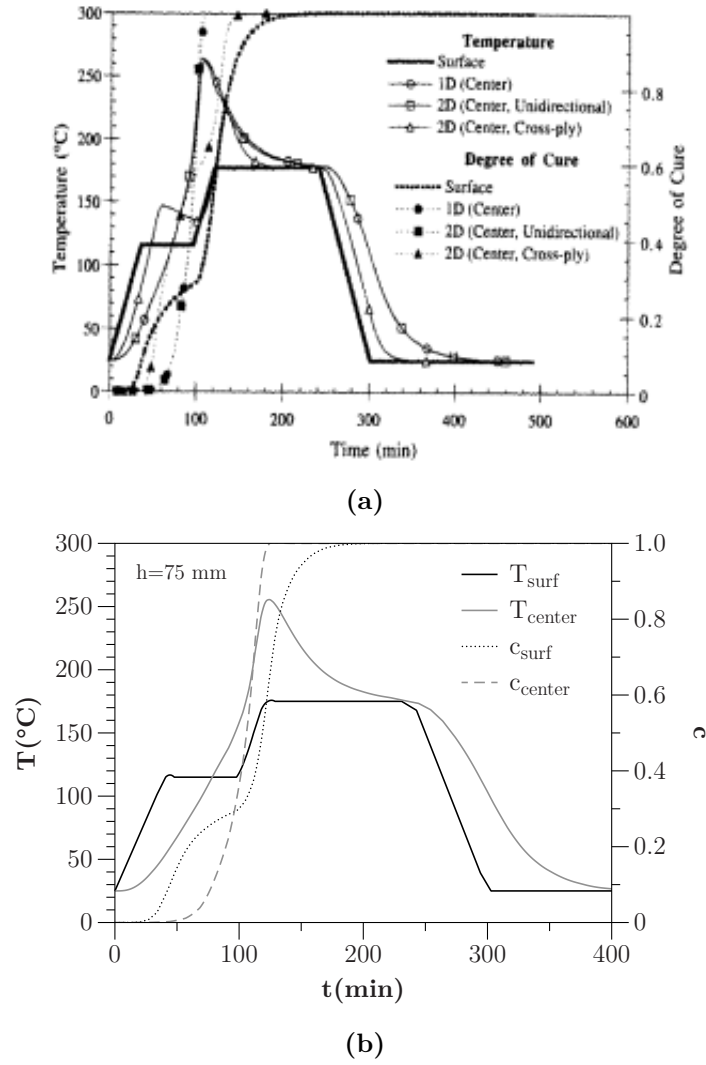 300
250
200
150
100
50
0
Temperature (°C)
Temperature
Surface
1D (Center)
2D (Center, Unidirectional)
2D (Center, Cross-ply)
Degree of Cure
Surface
1D (Center)
2D (Center, Unidirectional)
2D (Center, Cross-ply)
0.8
0.6
0.4
0.2
0
Degree of Cure
0 100 200 300 400 500 600
Time (min)
(a)
300
250
200
150
100
50
0
T(°C)
h=75 mm
T_surf
T_center
c_surf
c_center
1.0
0.8
0.6
0.4
0.2
0
c
0 100 200 300 400
t(min)
(b)